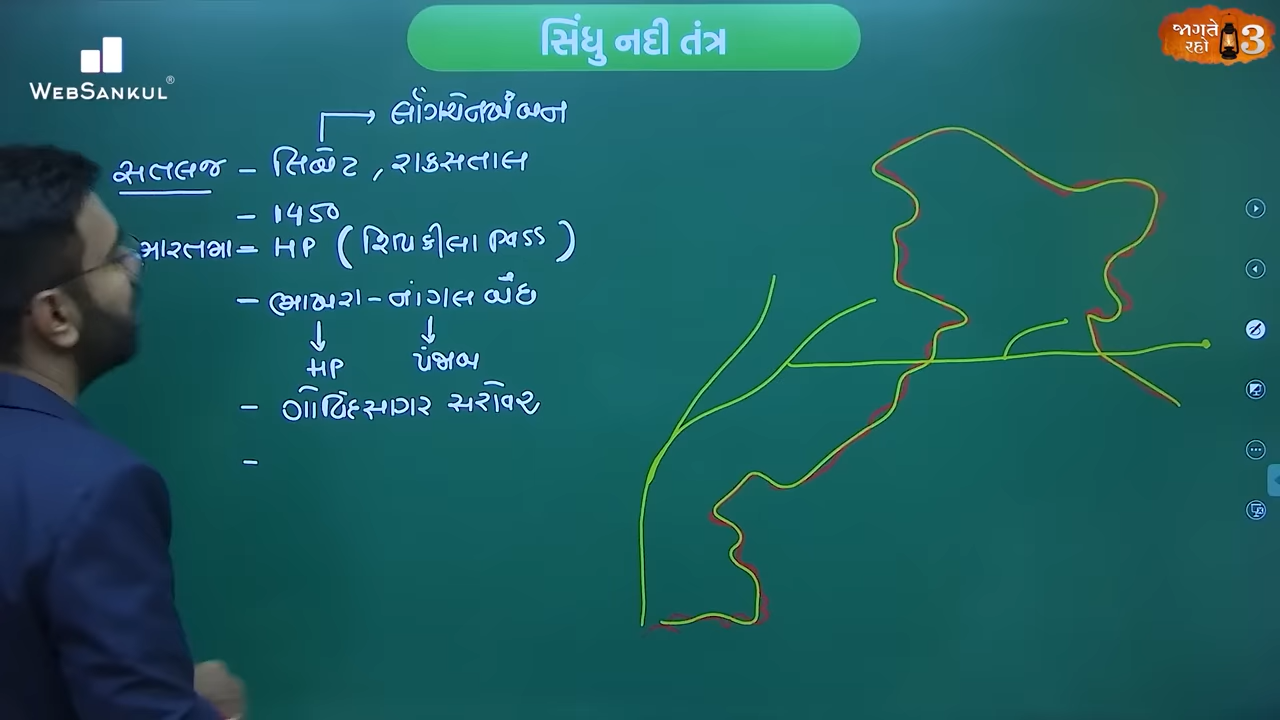 સિંધુ નદી તંત્ર
જાગતે રહો 3
WEBSANKUL®
લોંગચેનખંબાબ
સતલજ – તિબેટ , રાકસતાલ
– 1450
ભારતમાં – HP ( શિપકીલા Pass )
– ભાખરા – નાંગલ બંધ
HP પંજાબ
– ગોવિંદસાગર સરોવર
–